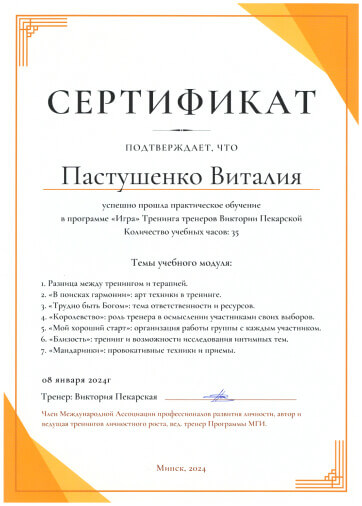 СЕРТИФИКАТ
ПОДТВЕРЖДАЕТ, ЧТО
Пастушенко Виталия
успешно прошла практическое обучение
в программе «Игра» Тренинга тренеров Виктории Пекарской
Количество учебных часов: 35
Темы учебного модуля:
1. Разница между тренингом и терапией.
2. «В поисках гармонии»: арт техники в тренинге.
3. «Трудно быть Богом»: тема ответственности и ресурсов.
4. «Королевство»: роль тренера в осмыслении участниками своих выборов.
5. «Мой хороший старт»: организация работы группы с каждым участником.
6. «Близость»: тренинг и возможности исследования интимных тем.
7. «Мандаринки»: провокативные техники и приемы.
08 января 2024г
Тренер: Виктория Пекарская
Член Международной Ассоциации профессионалов развития личности, автор и
ведущая тренингов личностного роста, вед. тренер Программы МГИ.
Минск, 2024